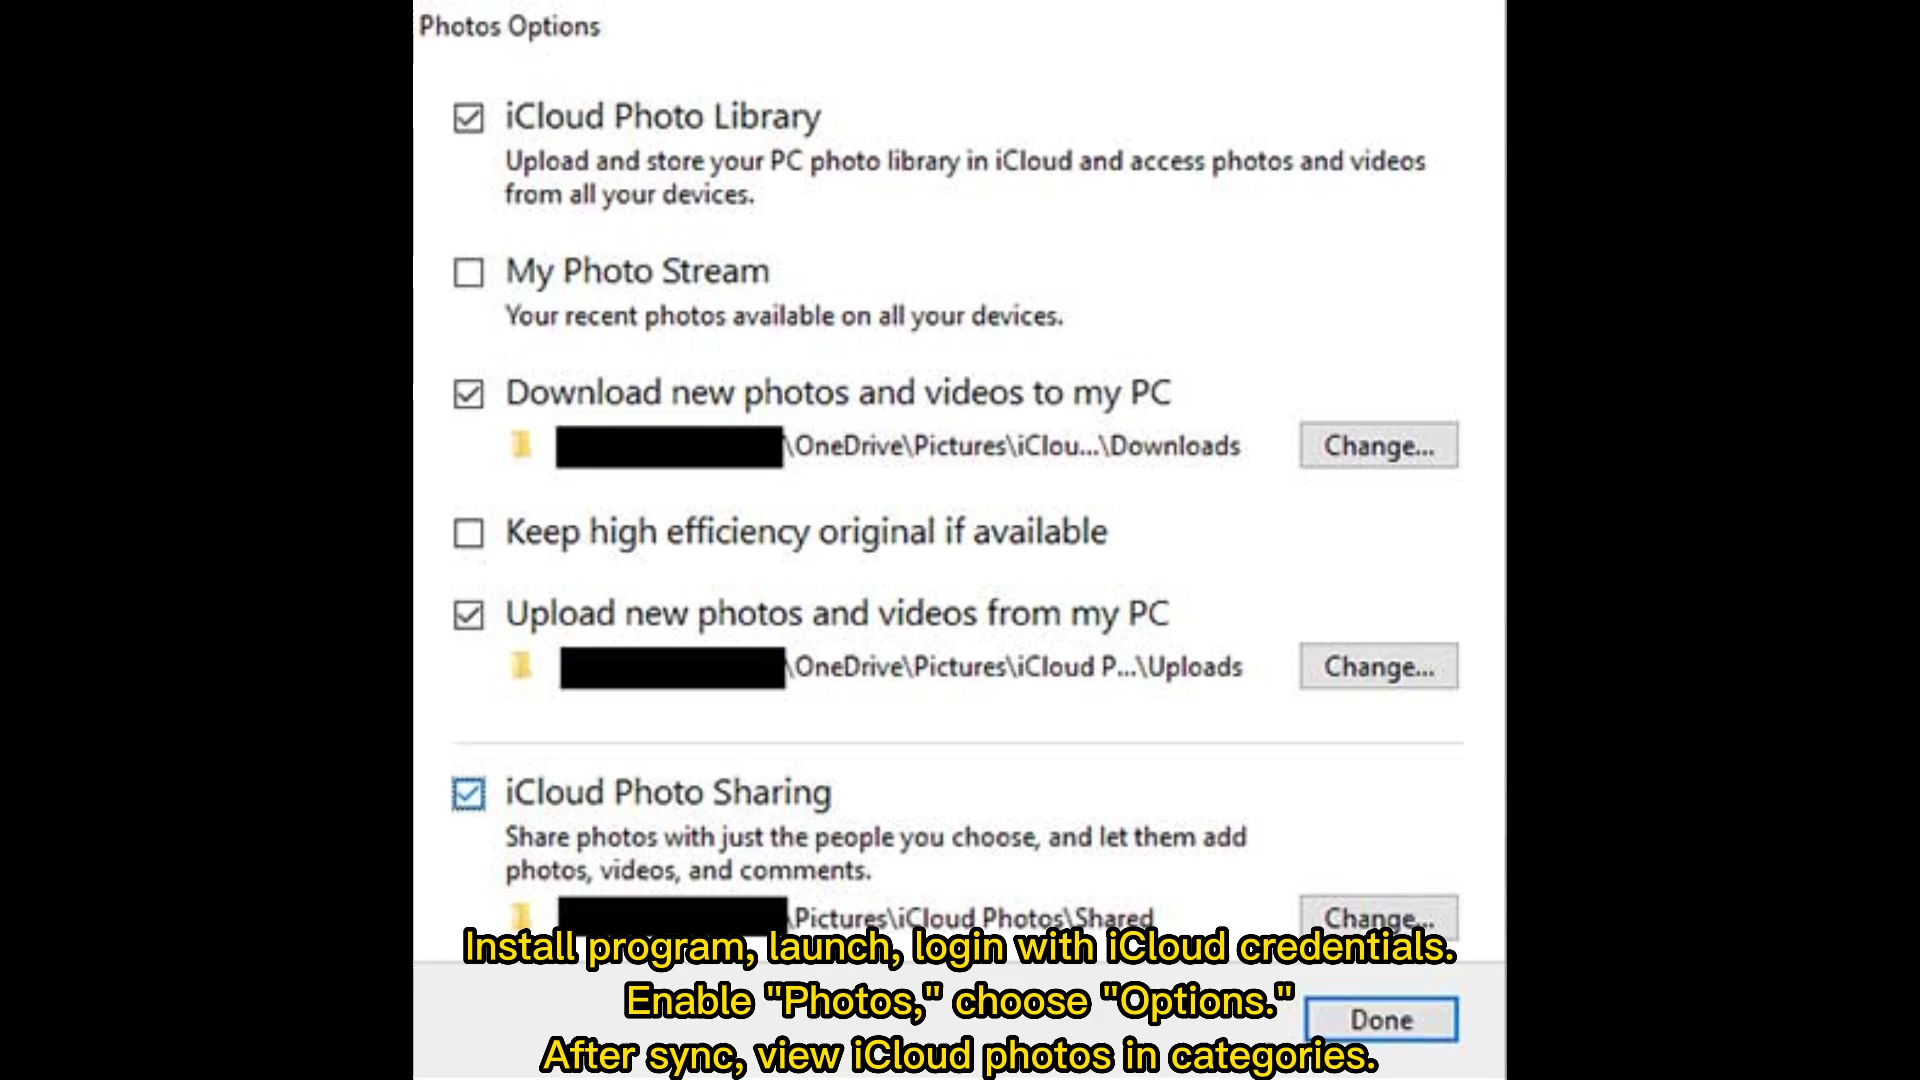 Photos Options
iCloud Photo Library
Upload and store your PC photo library in iCloud and access photos and videos
from all your devices.
My Photo Stream
Your recent photos available on all your devices.
Download new photos and videos to my PC
\OneDrive\Pictures\iClou...\Downloads
Change...
Keep high efficiency original if available
Upload new photos and videos from my PC
\OneDrive\Pictures\iCloud P...\Uploads
Change...
iCloud Photo Sharing
Share photos with just the people you choose, and let them add
photos, videos, and comments.
\Pictures\iCloud Photos\Shared
Change...
Install program, launch, login with iCloud credentials.
Enable "Photos," choose "Options."
Done
After sync, view iCloud photos in categories.